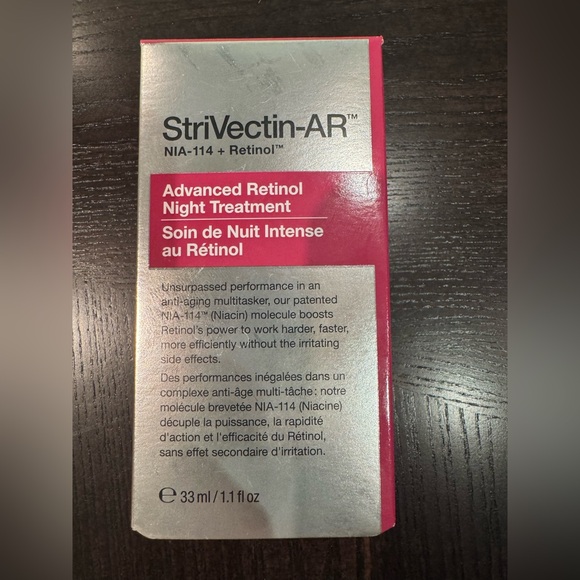 StriVectin-AR™
NIA-114 + Retinol™
Advanced Retinol
Night Treatment
Soin de Nuit Intense
au Rétinol
Unsurpassed performance in an
anti-aging multitasker, our patented
NIA-114™ (Niacin) molecule boosts
Retinol's power to work harder, faster,
more efficiently without the irritating
side effects.
Des performances inégalées dans un
complexe anti-âge multi-tâche : notre
molécule brevetée NIA-114 (Niacine)
décuple la puissance, la rapidité
d'action et l'efficacité du Rétinol,
sans effet secondaire d'irritation.
℮ 33 ml / 1.1 fl oz